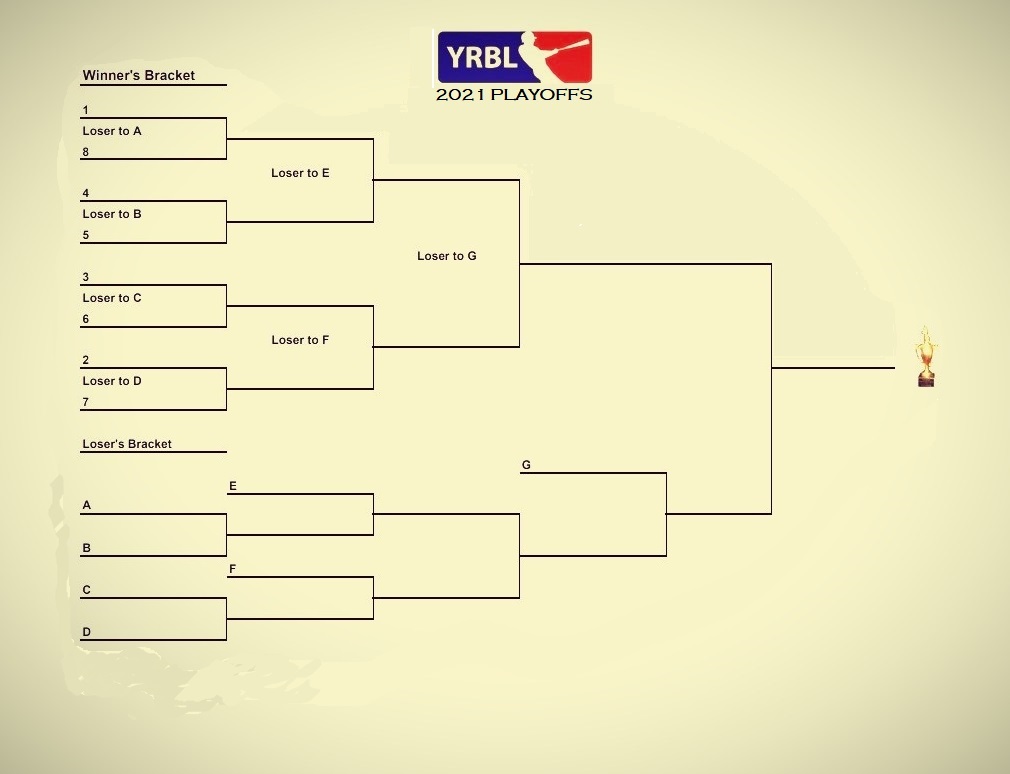 YRBL
2021 PLAYOFFS
Winner's Bracket
1
Loser to A
8
Loser to E
4
Loser to B
5
Loser to G
3
Loser to C
6
Loser to F
2
Loser to D
7
Loser's Bracket
G
E
A
B
F
C
D